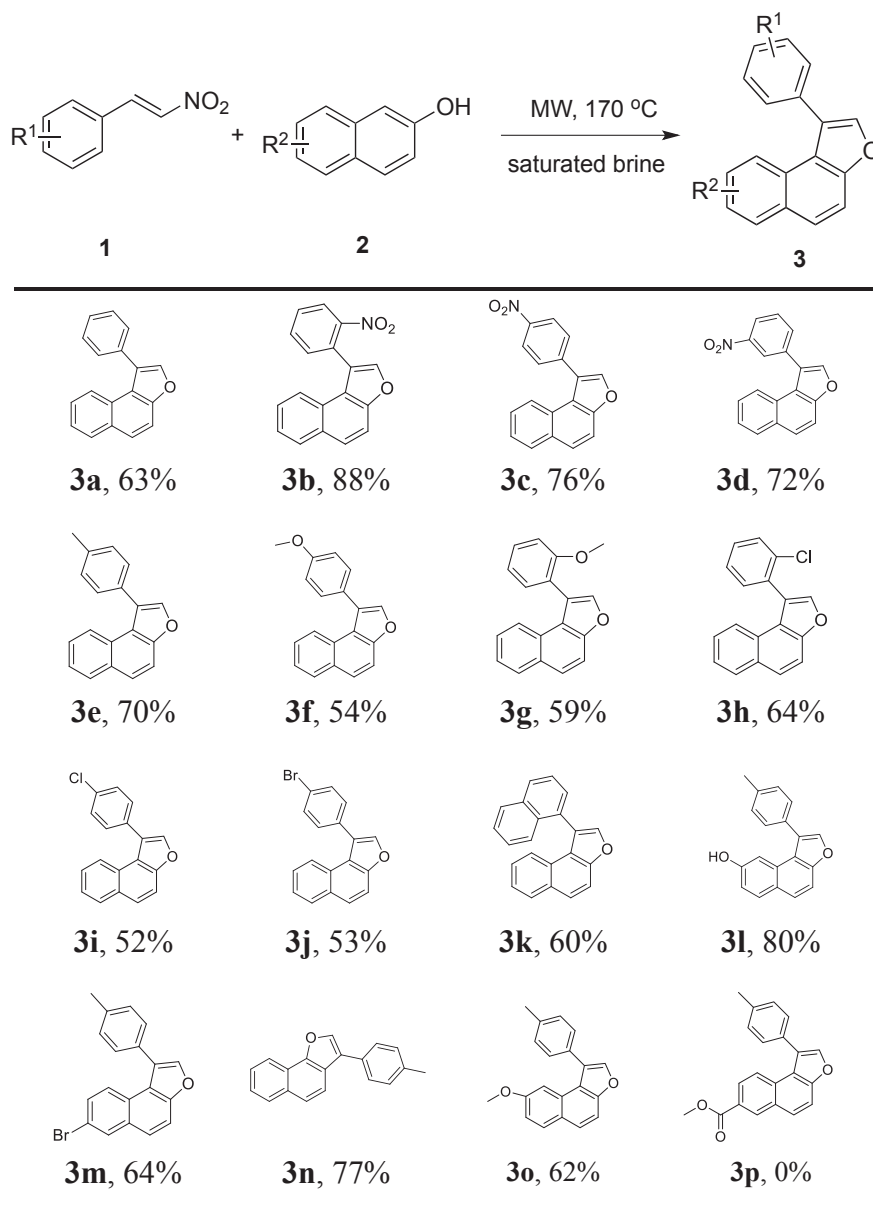 R1
NO2
R1
+
R2
OH
MW, 170 oC
saturated brine
R2
O
1
2
3
O
NO2
O
O2N
O
O2N
O
3a, 63%
3b, 88%
3c, 76%
3d, 72%
O
O
O
O
O
Cl
O
3e, 70%
3f, 54%
3g, 59%
3h, 64%
Cl
O
Br
O
O
HO
O
3i, 52%
3j, 53%
3k, 60%
3l, 80%
Br
O
O
O
O
O
O
O
3m, 64%
3n, 77%
3o, 62%
3p, 0%